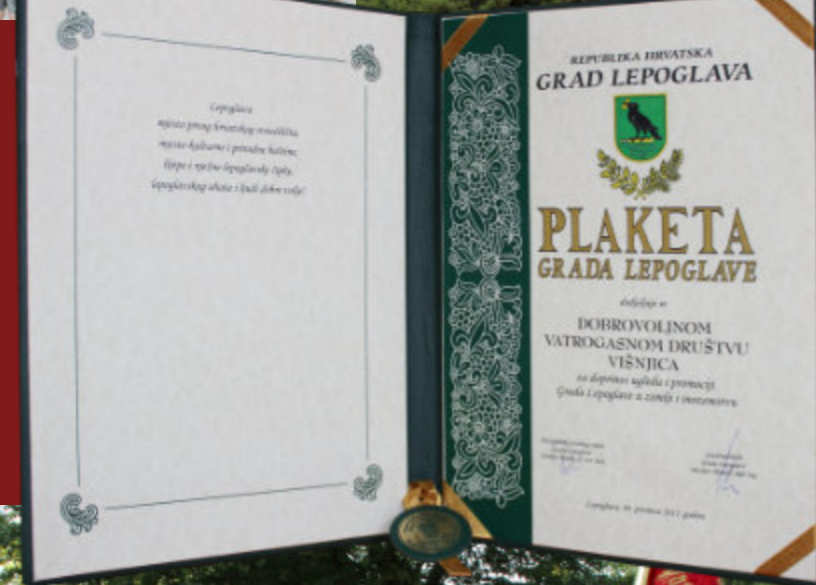 Lepoglava
mjesto prvog hrvatskog sveučilišta,
mjesto kulturne i prirodne baštine,
lijepe i nježne lepoglavske čipke,
lepoglavskog ahata i ljudi dobre volje!
REPUBLIKA HRVATSKA
GRAD LEPOGLAVA
PLAKETA
GRADA LEPOGLAVE
dodjeljuje se
DOBROVOLJNOM
VATROGASNOM DRUŠTVU
VIŠNJICA
za doprinos ugledu i promociji
Grada Lepoglave u zemlji i inozemstvu
Lepoglava,